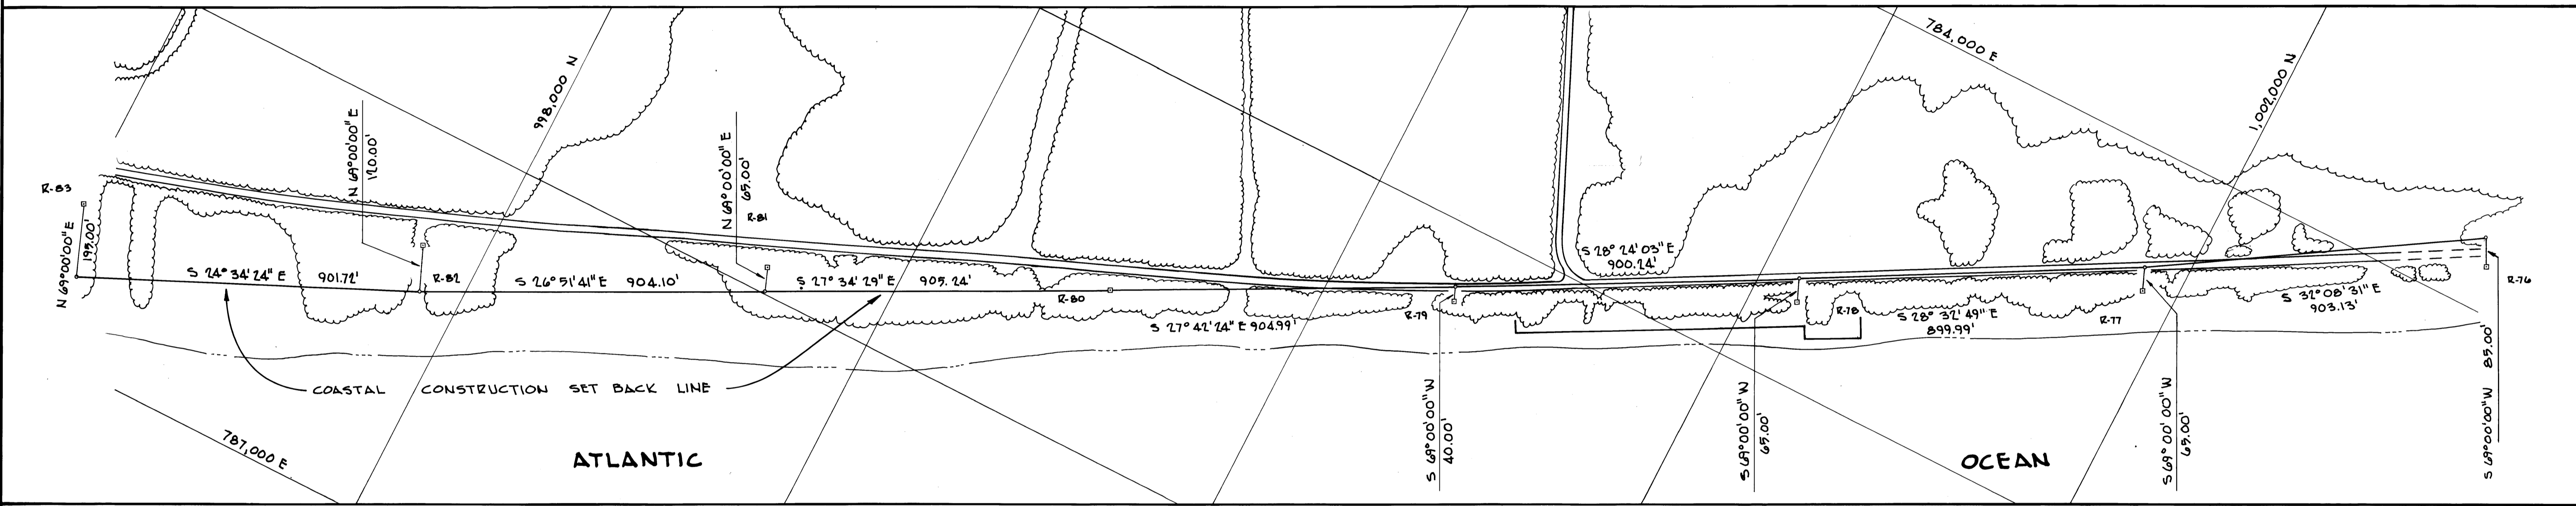 784,000 E
998,000 N
1,002,000 N
N 69°00'00" E
120.00'
N 69°00'00" E
65.00'
R-83
N 69°00'00" E
195.00'
R-81
S 28° 24' 03" E
900.24'
S 24° 34' 24" E 901.72'
R-82
S 26° 51' 41" E 904.10'
S 27° 34' 29" E 905.24'
R-76
R-80
R-79
R-78
S 32° 08' 31" E
903.13'
S 27° 42' 24" E 904.99'
S 28° 32' 49" E
899.99'
R-77
COASTAL CONSTRUCTION SET BACK LINE
S 69°00'00" W
40.00'
S 69°00'00" W
65.00'
S 69°00'00" W
65.00'
S 69°00'00" W 85.00'
787,000 E
ATLANTIC OCEAN